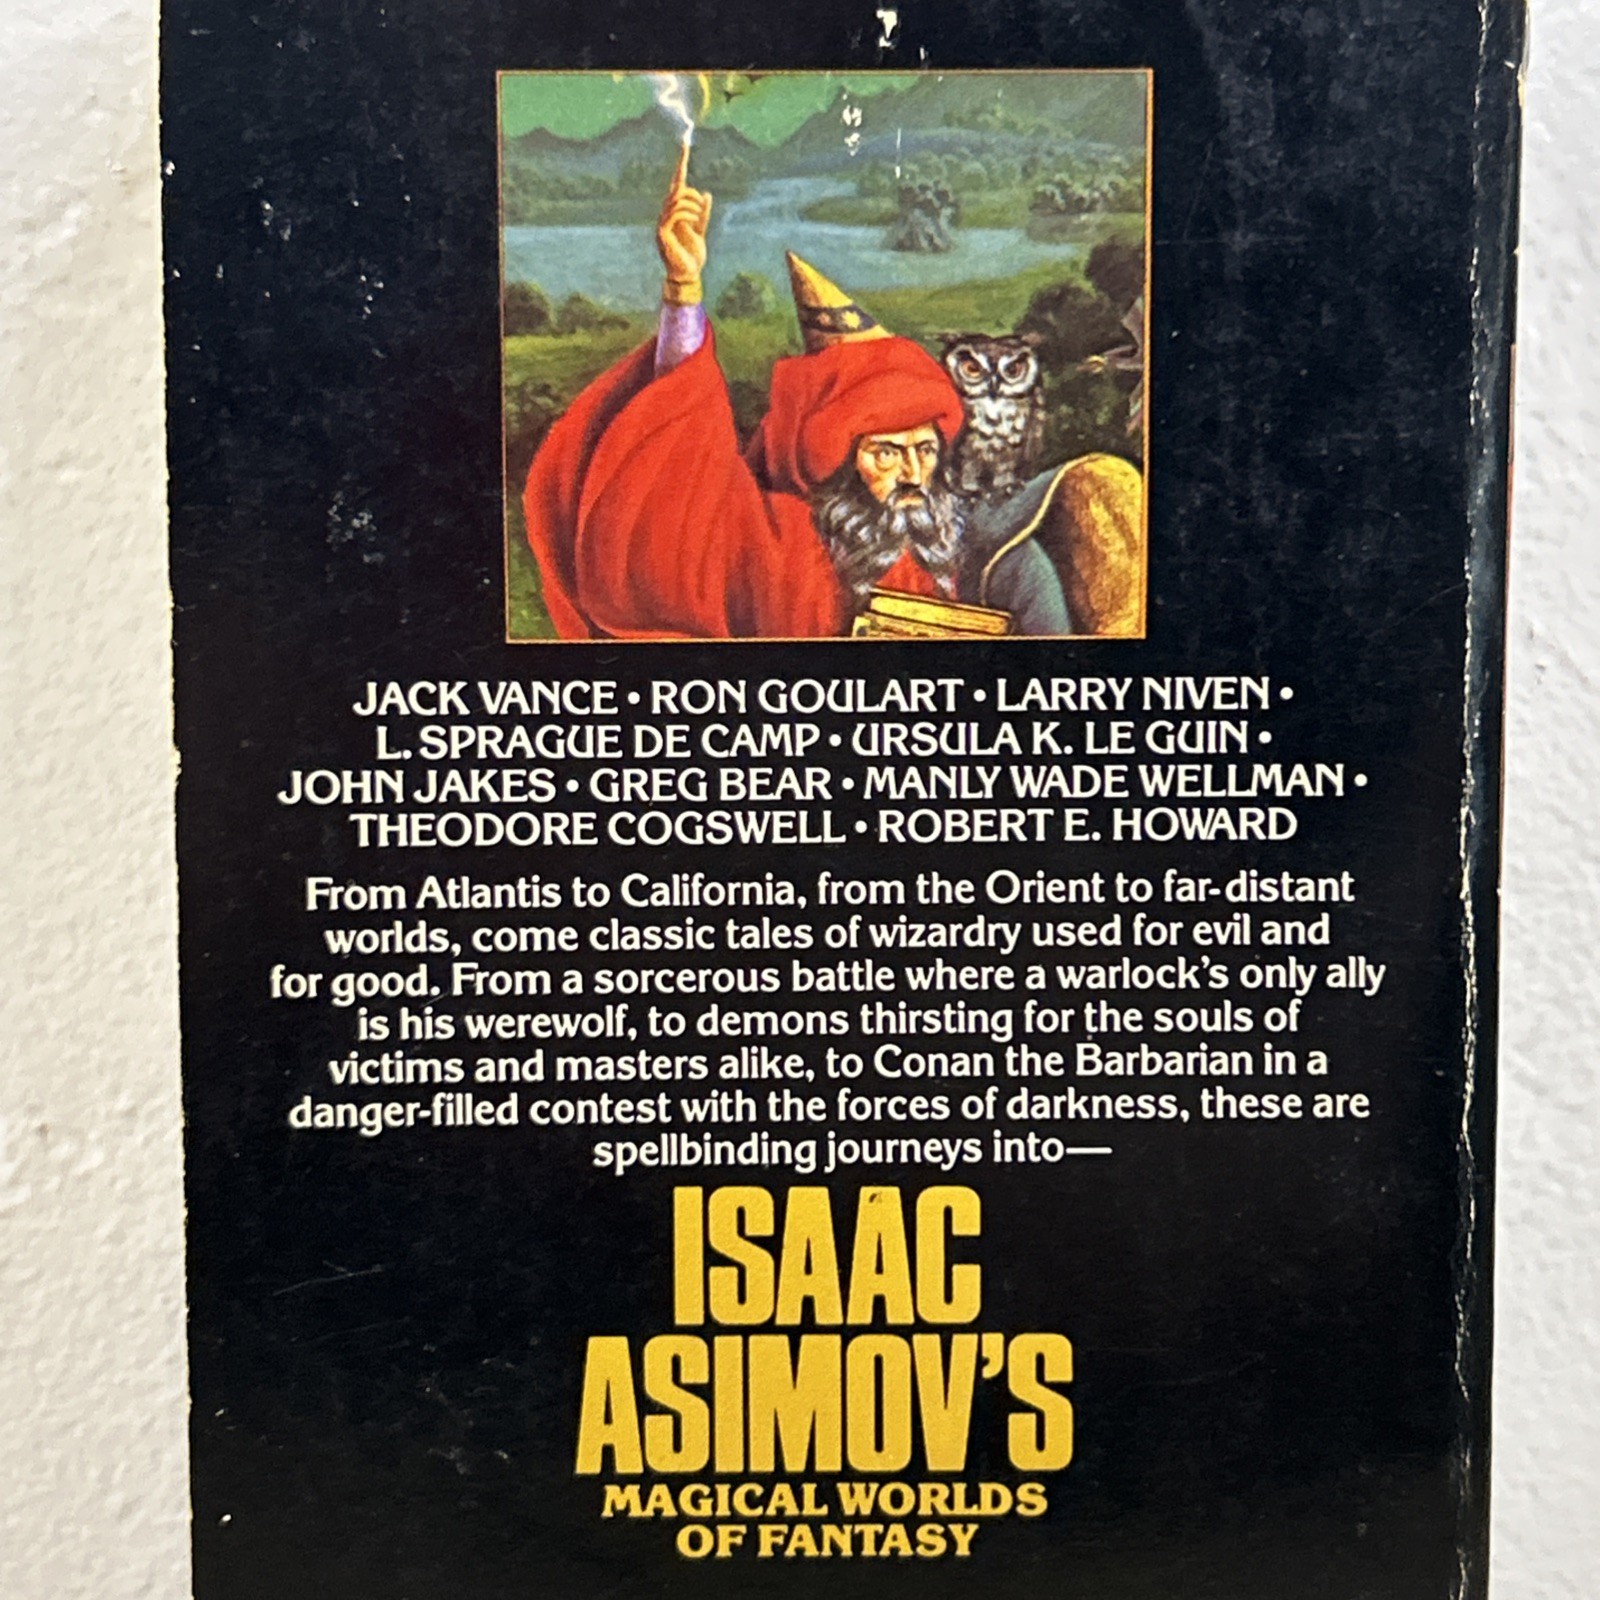 JACK VANCE • RON GOULART • LARRY NIVEN •
L. SPRAGUE DE CAMP • URSULA K. LE GUIN •
JOHN JAKES • GREG BEAR • MANLY WADE WELLMAN •
THEODORE COGSWELL • ROBERT E. HOWARD
From Atlantis to California, from the Orient to far-distant
worlds, come classic tales of wizardry used for evil and
for good. From a sorcerous battle where a warlock's only ally
is his werewolf, to demons thirsting for the souls of
victims and masters alike, to Conan the Barbarian in a
danger-filled contest with the forces of darkness, these are
spellbinding journeys into—
ISAAC
ASIMOV'S
MAGICAL WORLDS
OF FANTASY